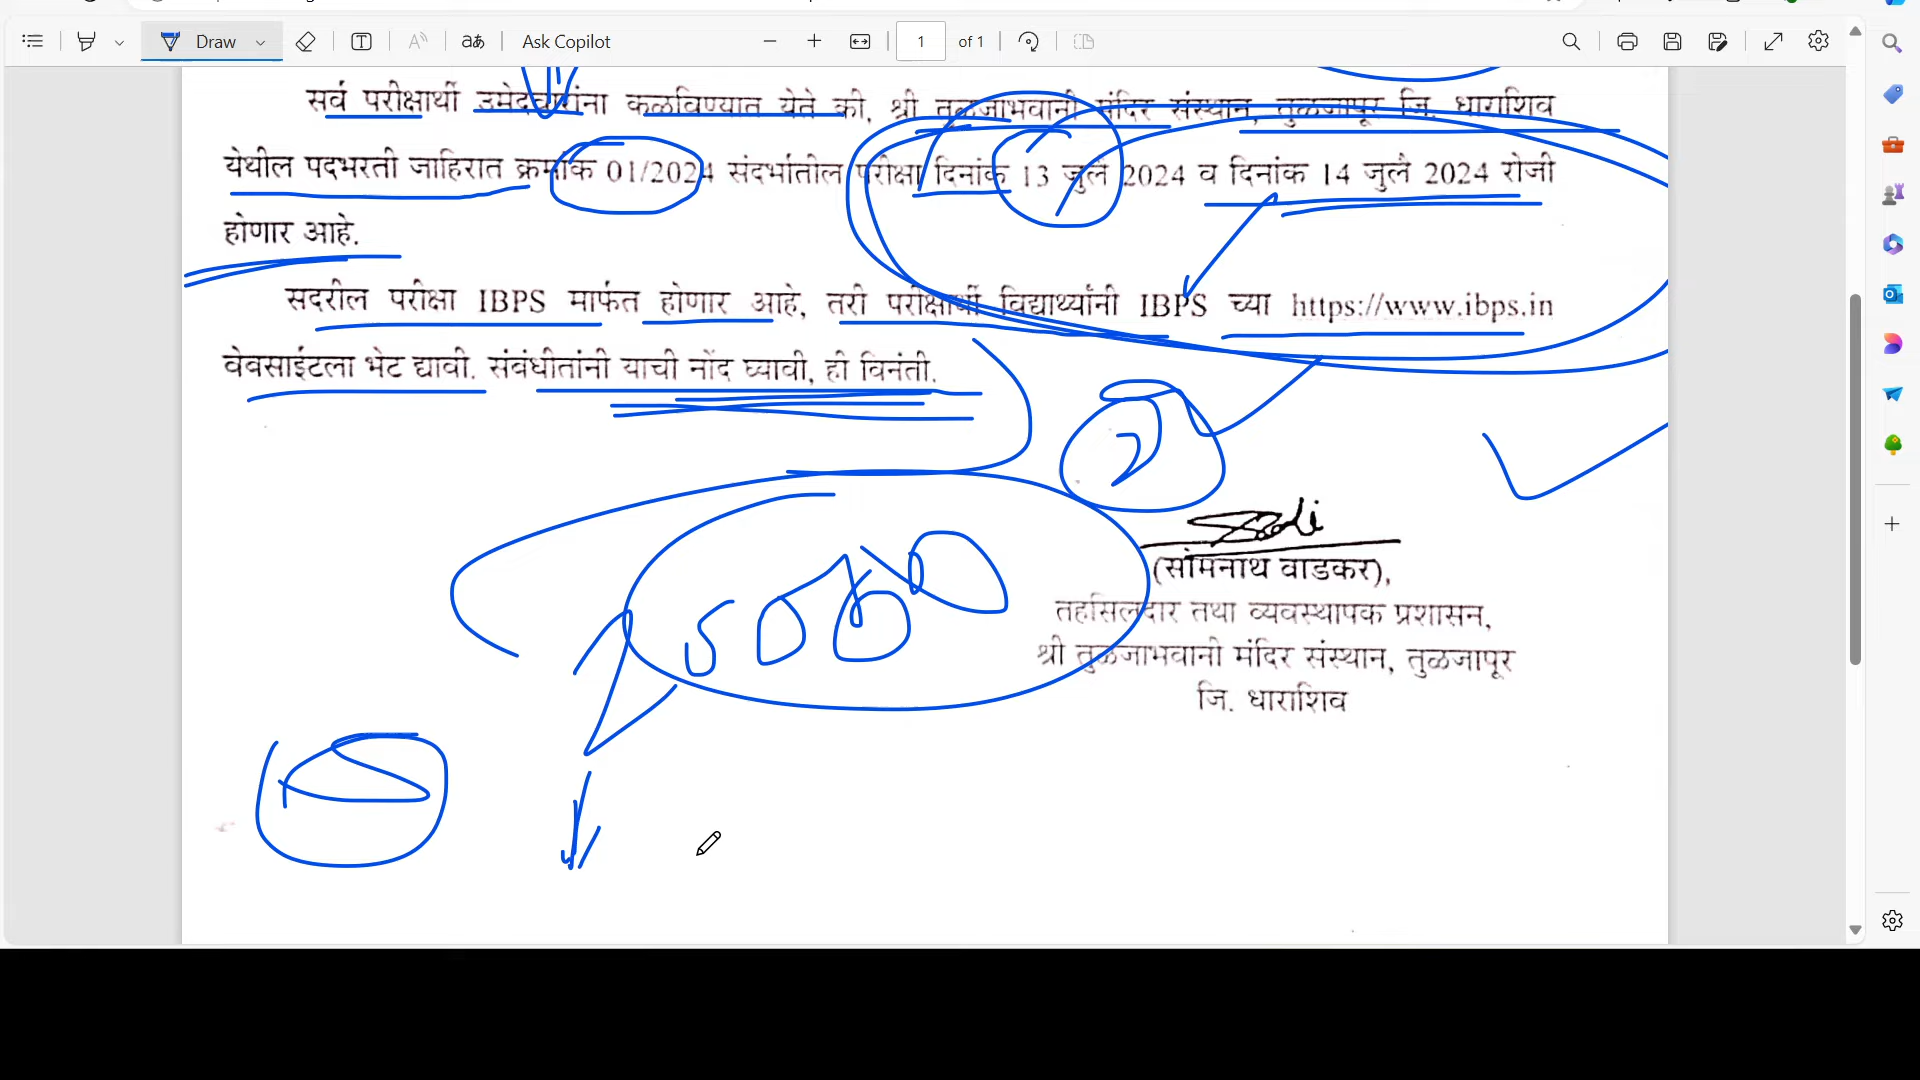 Draw
Ask Copilot
1 of 1
सर्व परीक्षार्थी उमेदवारांना कळविण्यात येते की, श्री तुळजाभवानी मंदिर संस्थान, तुळजापूर जि. धाराशिव
येथील पदभरती जाहिरात क्रमांक 01/2024 संदर्भातील परीक्षा दिनांक 13 जुलै 2024 व दिनांक 14 जुलै 2024 रोजी
होणार आहे.
सदरील परीक्षा IBPS मार्फत होणार आहे, तरी परीक्षार्थी विद्यार्थ्यांनी IBPS च्या https://www.ibps.in
वेबसाईटला भेट द्यावी. संबंधीतांनी याची नोंद घ्यावी, ही विनंती.
(सोमनाथ वाडकर),
तहसिलदार तथा व्यवस्थापक प्रशासन,
श्री तुळजाभवानी मंदिर संस्थान, तुळजापूर
जि. धाराशिव